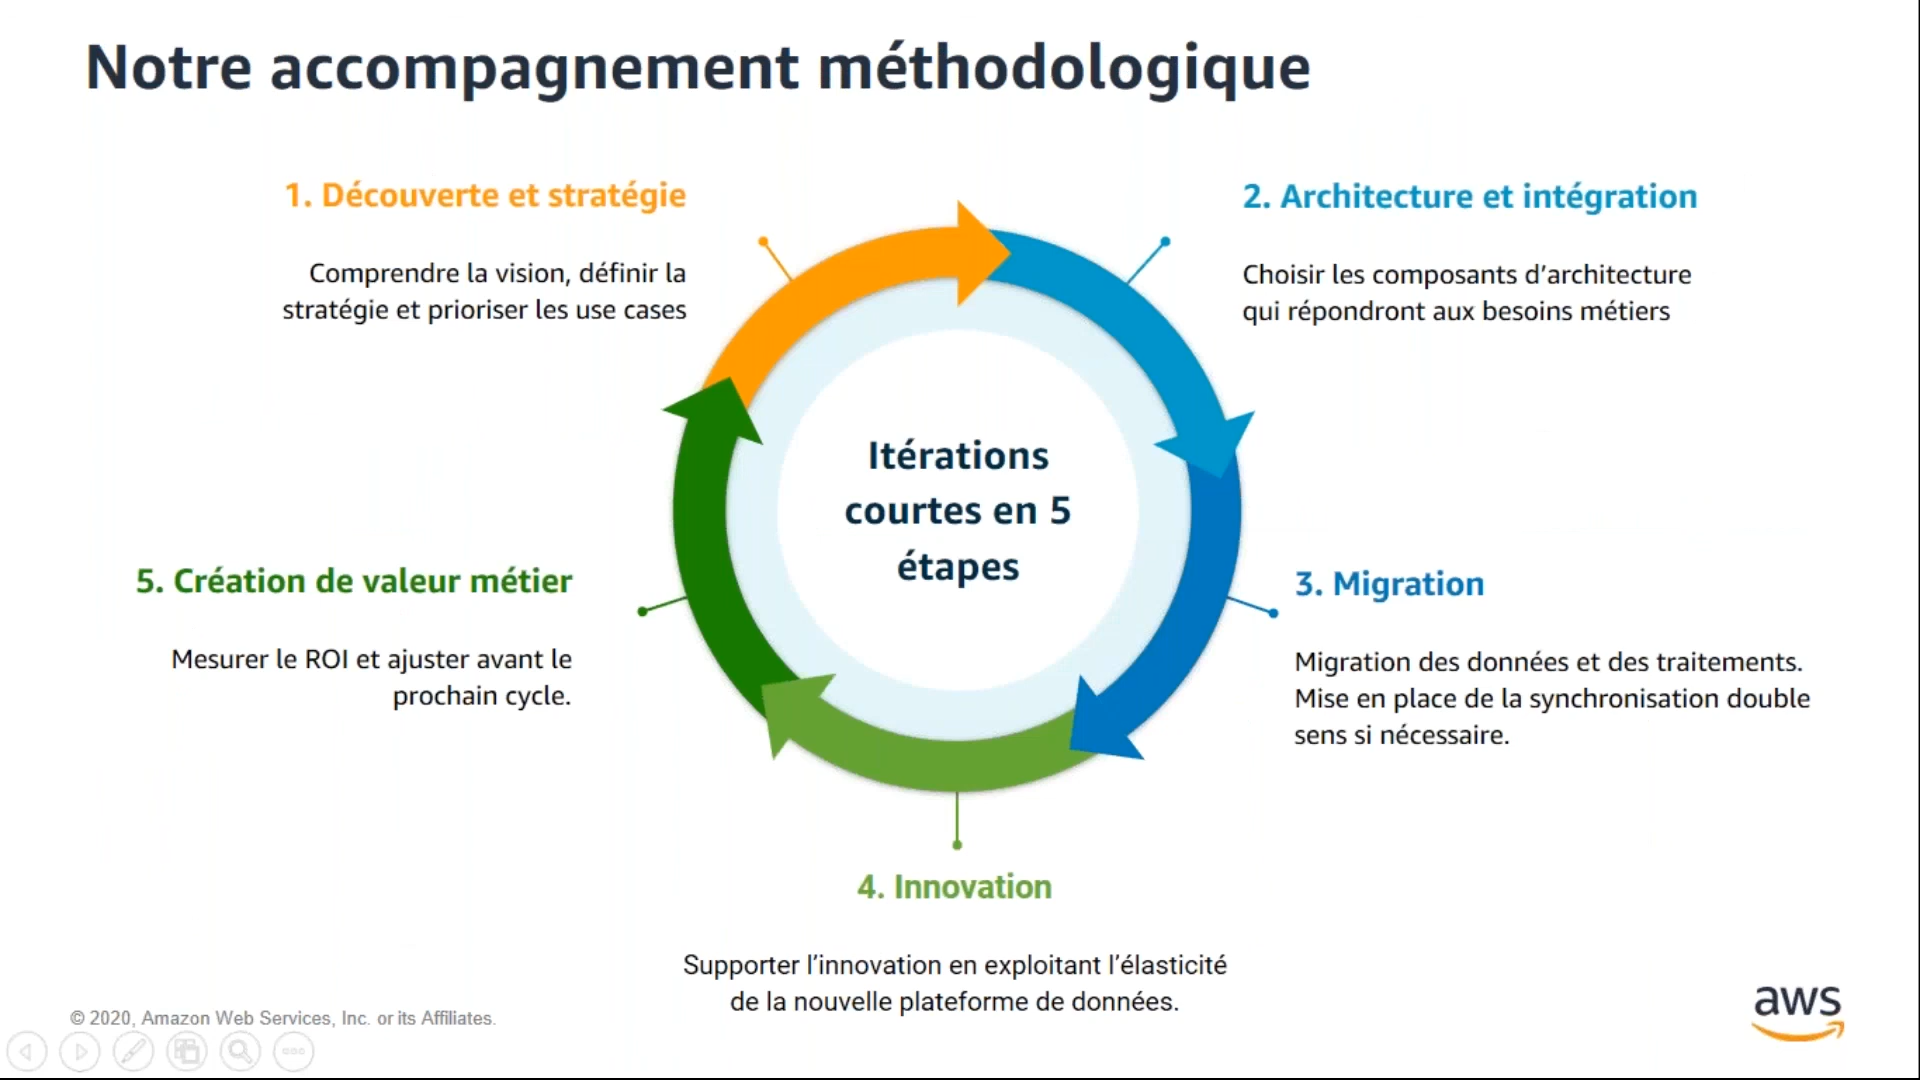 Notre accompagnement méthodologique
1. Découverte et stratégie
Comprendre la vision, définir la
stratégie et prioriser les use cases
2. Architecture et intégration
Choisir les composants d’architecture
qui répondront aux besoins métiers
Itérations
courtes en 5
étapes
3. Migration
Migration des données et des traitements.
Mise en place de la synchronisation double
sens si nécessaire.
4. Innovation
Supporter l’innovation en exploitant l’élasticité
de la nouvelle plateforme de données.
5. Création de valeur métier
Mesurer le ROI et ajuster avant le
prochain cycle.
© 2020, Amazon Web Services, Inc. or its Affiliates.
aws